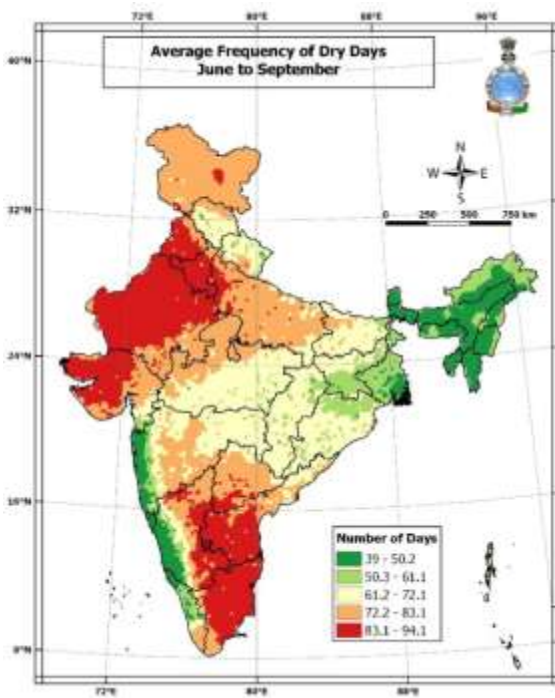 72°E 80°E 88°E 96°E
Average Frequency of Dry Days
June to September
40°N
N
W E
S
32°N
0 250 500 750 km
24°N
16°N
Number of Days
39 - 50.2
50.3 - 61.1
61.2 - 72.1
72.2 - 83.1
83.1 - 94.1
8°N
72°E 80°E 88°E